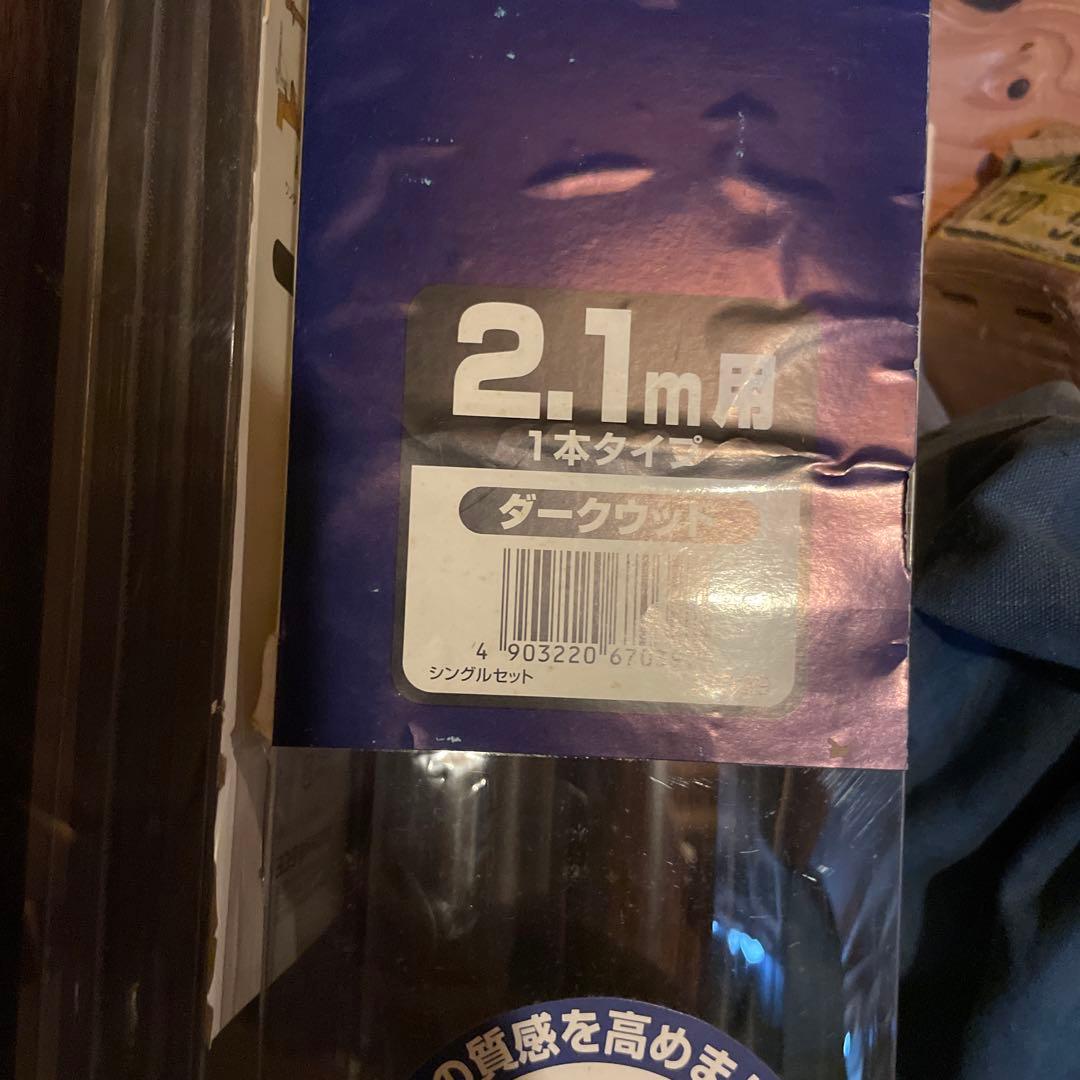 2.1m用
1本タイプ
ダークウッド
4 903220 6703
シングルセット
の質感を高めま